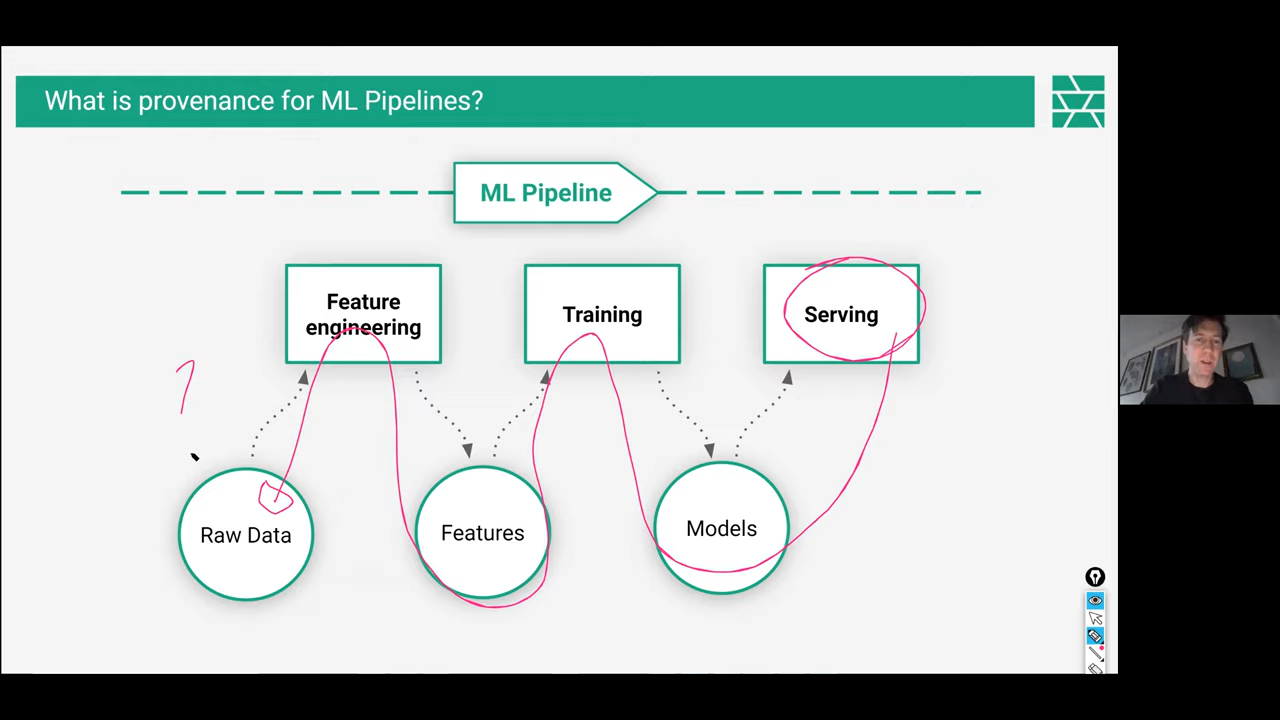 What is provenance for ML Pipelines?
ML Pipeline
Feature
engineering
Training
Serving
Raw Data
Features
Models